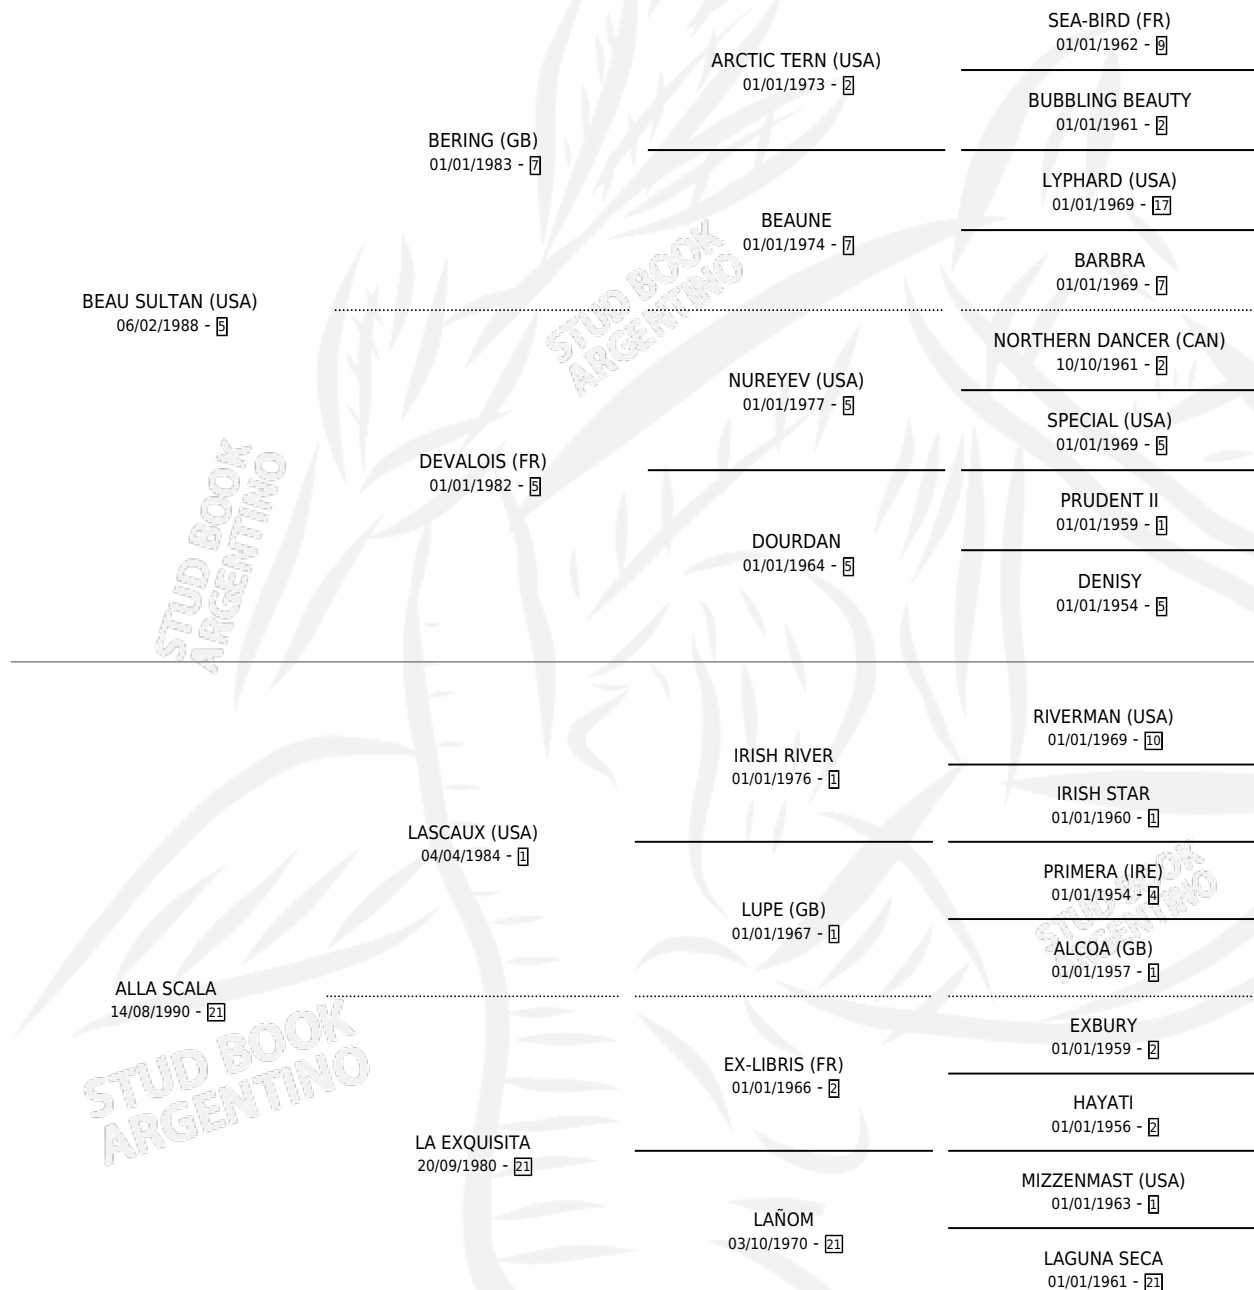 SEA-BIRD (FR)
01/01/1962 - 9
ARCTIC TERN (USA)
01/01/1973 - 2
BUBBLING BEAUTY
01/01/1961 - 2
BERING (GB)
01/01/1983 - 7
LYPHARD (USA)
01/01/1969 - 17
BEAUNE
01/01/1974 - 7
BARBRA
01/01/1969 - 7
BEAU SULTAN (USA)
06/02/1988 - 5
NORTHERN DANCER (CAN)
10/10/1961 - 2
NUREYEV (USA)
01/01/1977 - 5
SPECIAL (USA)
01/01/1969 - 5
DEVALOIS (FR)
01/01/1982 - 5
PRUDENT II
01/01/1959 - 1
DOURDAN
01/01/1964 - 5
DENISY
01/01/1954 - 5
RIVERMAN (USA)
01/01/1969 - 10
IRISH RIVER
01/01/1976 - 1
IRISH STAR
01/01/1960 - 1
LASCAUX (USA)
04/04/1984 - 1
PRIMERA (IRE)
01/01/1954 - 4
LUPE (GB)
01/01/1967 - 1
ALCOA (GB)
01/01/1957 - 1
ALLA SCALA
14/08/1990 - 21
EXBURY
01/01/1959 - 2
EX-LIBRIS (FR)
01/01/1966 - 2
HAYATI
01/01/1956 - 2
LA EXQUISITA
20/09/1980 - 21
MIZZENMAST (USA)
01/01/1963 - 1
LAÑOM
03/10/1970 - 21
LAGUNA SECA
01/01/1961 - 21
STUD BOOK
ARGENTINO
STUD BOOK
ARGENTINO
STUD BOOK
ARGENTINO
STUD BOOK
ARGENTINO